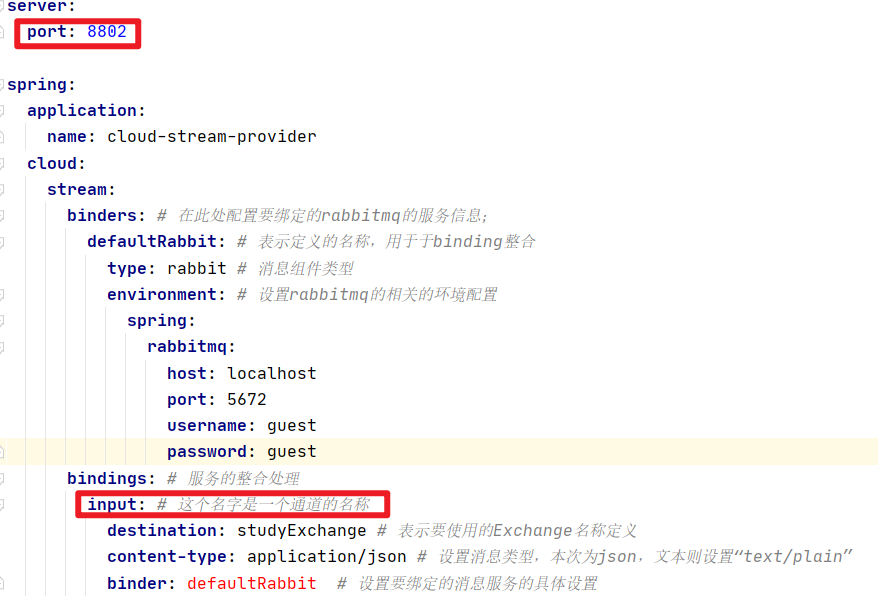 server:
  port: 8802

spring:
  application:
    name: cloud-stream-provider
  cloud:
    stream:
      binders: # 在此处配置要绑定的rabbitmq的服务信息;
        defaultRabbit: # 表示定义的名称，用于于binding整合
          type: rabbit # 消息组件类型
          environment: # 设置rabbitmq的相关的环境配置
            spring:
              rabbitmq:
                host: localhost
                port: 5672
                username: guest
                password: guest
      bindings: # 服务的整合处理
        input: # 这个名字是一个通道的名称
          destination: studyExchange # 表示要使用的Exchange名称定义
          content-type: application/json # 设置消息类型，本次为json，文本则设置“text/plain”
          binder: defaultRabbit  # 设置要绑定的消息服务的具体设置